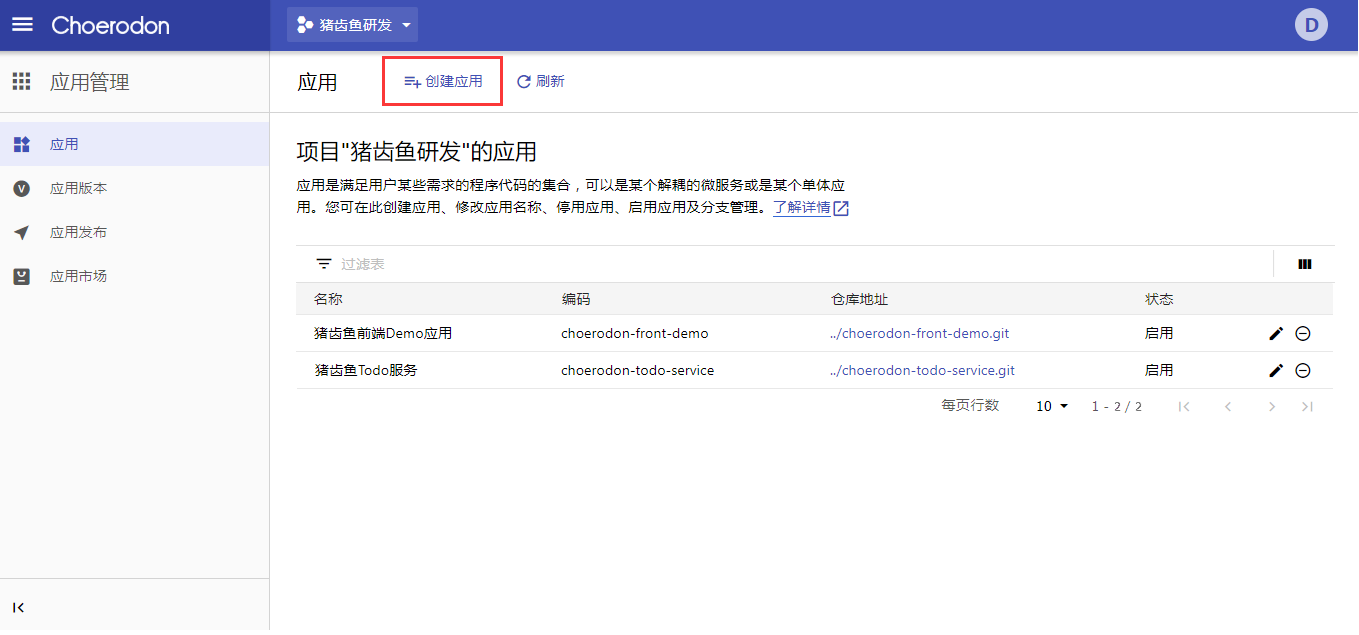 Choerodon
猪齿鱼研发
D
应用管理
应用
创建应用
刷新
应用
应用版本
应用发布
应用市场
项目"猪齿鱼研发"的应用
应用是满足用户某些需求的程序代码的集合，可以是某个解耦的微服务或是某个单体应
用。您可在此创建应用、修改应用名称、停用应用、启用应用及分支管理。了解详情
过滤表
名称 编码 仓库地址 状态
猪齿鱼前端Demo应用 choerodon-front-demo ../choerodon-front-demo.git 启用
猪齿鱼Todo服务 choerodon-todo-service ../choerodon-todo-service.git 启用
每页行数 10 1 - 2 / 2